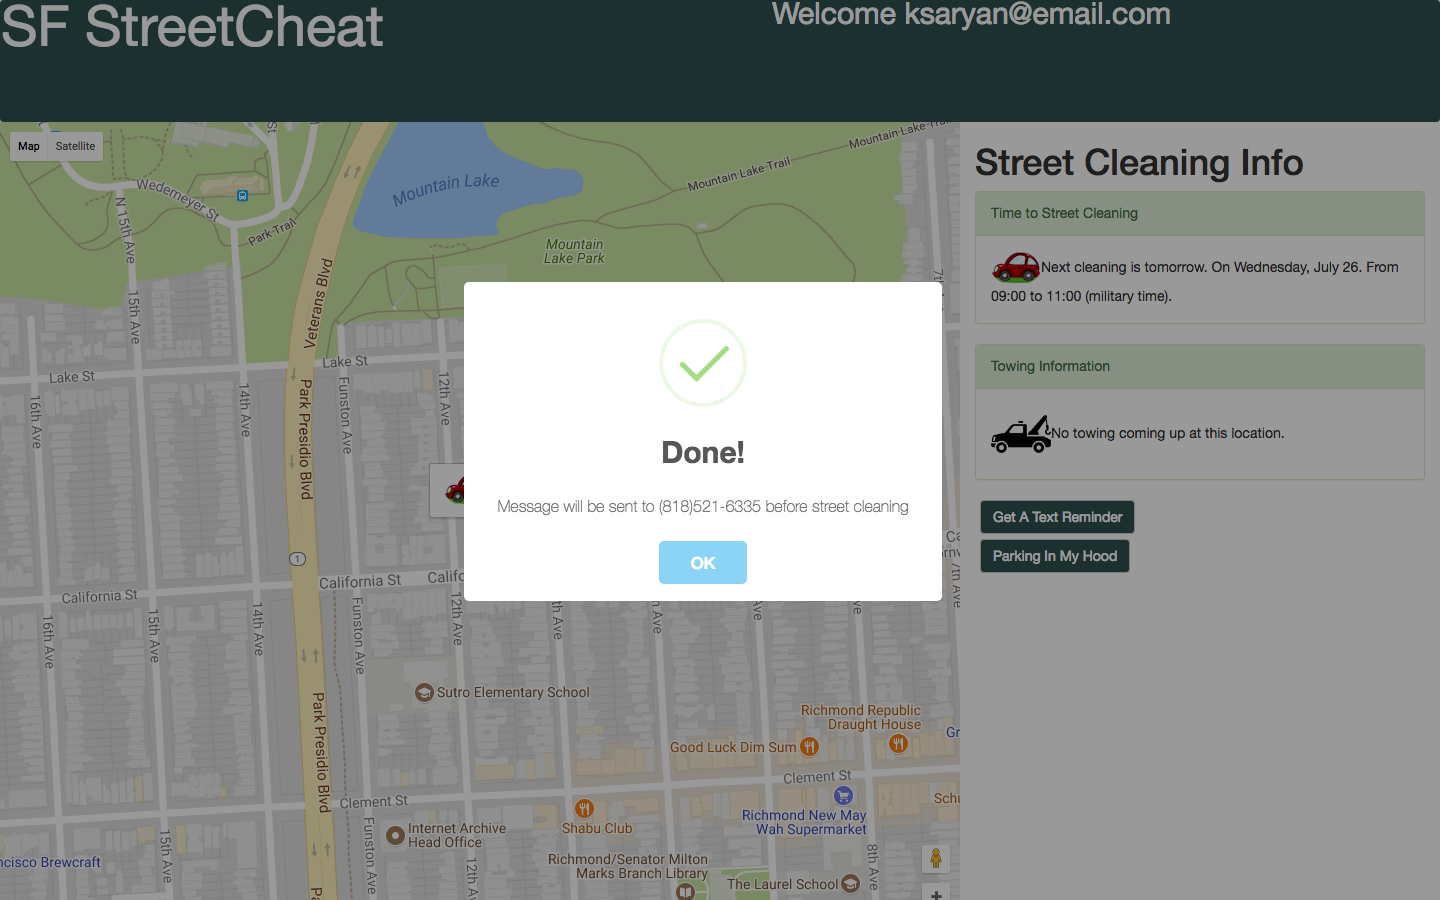 SF StreetCheat
Welcome ksaryan@email.com
Map
Satellite
Mountain Lake
Mountain Lake Trail
Mountain Lake Trail
Wedemeyer St
N 15th Ave
Park Trail
Mountain
Lake Park
Veterans Blvd
15th Ave
Lake St
Lake St
16th Ave
14th Ave
Park Presidio Blvd
Funston Ave
12th Ave
Street Cleaning Info
Time to Street Cleaning
Next cleaning is tomorrow. On Wednesday, July 26. From
09:00 to 11:00 (military time).
Towing Information
No towing coming up at this location.
Get A Text Reminder
Parking In My Hood
Done!
Message will be sent to (818)521-6335 before street cleaning
OK
1
California St
California St
16th Ave
15th Ave
14th Ave
Funston Ave
12th Ave
7th Ave
Park Presidio Blvd
Sutro Elementary School
Richmond Republic
Draught House
Good Luck Dim Sum
Clement St
Clement St
Shabu Club
Richmond New May
Wah Supermarket
Internet Archive
Head Office
Funston Ave
15th Ave
12th Ave
8th Ave
Richmond/Senator Milton
Marks Branch Library
The Laurel School